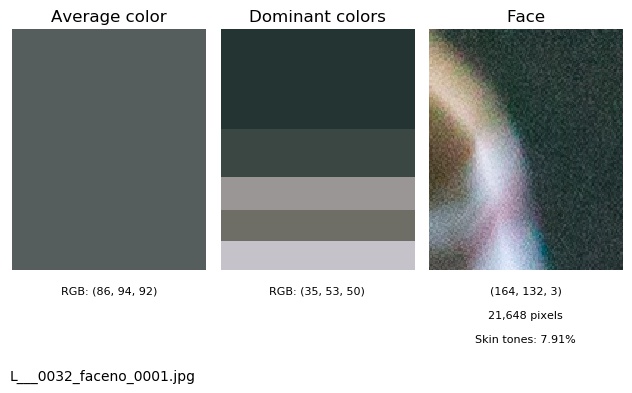 Average color
Dominant colors
Face
RGB: (86, 94, 92)
RGB: (35, 53, 50)
(164, 132, 3)
21,648 pixels
Skin tones: 7.91%
L___0032_faceno_0001.jpg